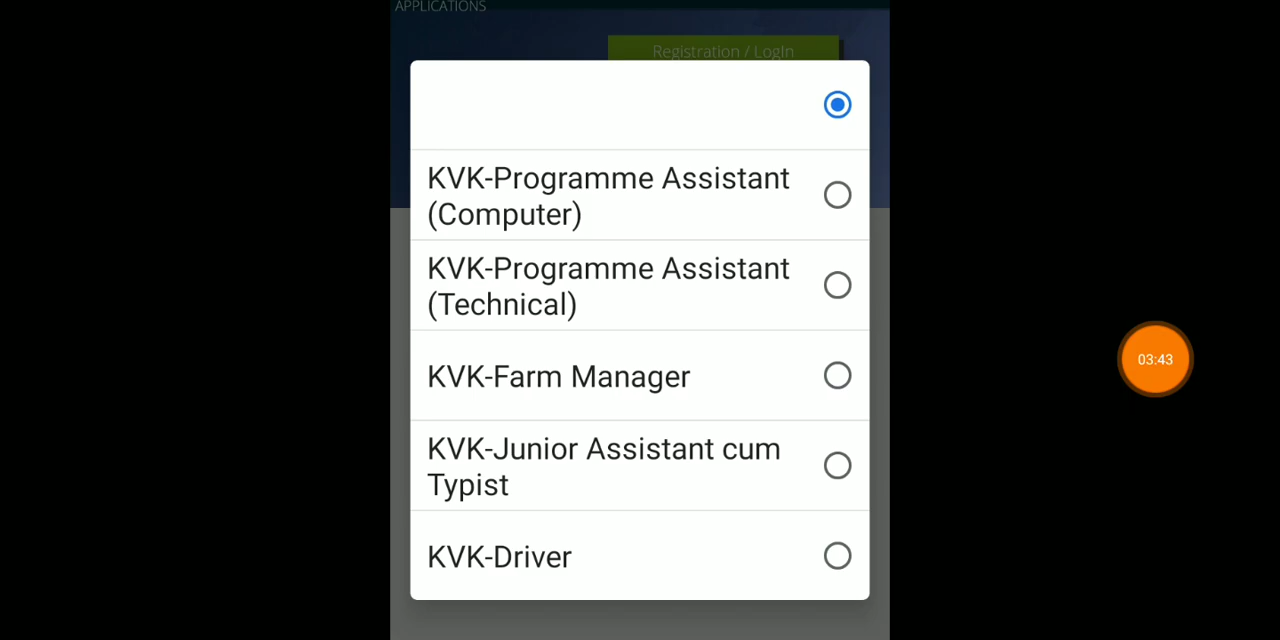 APPLICATIONS
Registration / LogIn
KVK-Programme Assistant
(Computer)
KVK-Programme Assistant
(Technical)
KVK-Farm Manager
KVK-Junior Assistant cum
Typist
KVK-Driver
03:43